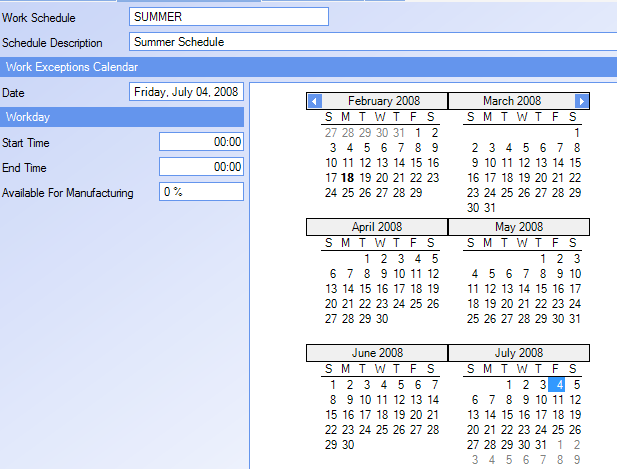 Work Schedule SUMMER
Schedule Description Summer Schedule
Work Exceptions Calendar
Date Friday, July 04, 2008
Workday
Start Time 00:00
End Time 00:00
Available For Manufacturing 0 %
February 2008
S M T W T F S
27 28 29 30 31 1 2
3 4 5 6 7 8 9
10 11 12 13 14 15 16
17 18 19 20 21 22 23
24 25 26 27 28 29
March 2008
S M T W T F S
1
2 3 4 5 6 7 8
9 10 11 12 13 14 15
16 17 18 19 20 21 22
23 24 25 26 27 28 29
30 31
April 2008
S M T W T F S
1 2 3 4 5
6 7 8 9 10 11 12
13 14 15 16 17 18 19
20 21 22 23 24 25 26
27 28 29 30
May 2008
S M T W T F S
1 2 3
4 5 6 7 8 9 10
11 12 13 14 15 16 17
18 19 20 21 22 23 24
25 26 27 28 29 30 31
June 2008
S M T W T F S
1 2 3 4 5 6 7
8 9 10 11 12 13 14
15 16 17 18 19 20 21
22 23 24 25 26 27 28
29 30
July 2008
S M T W T F S
1 2 3 4 5
6 7 8 9 10 11 12
13 14 15 16 17 18 19
20 21 22 23 24 25 26
27 28 29 30 31 1 2
3 4 5 6 7 8 9